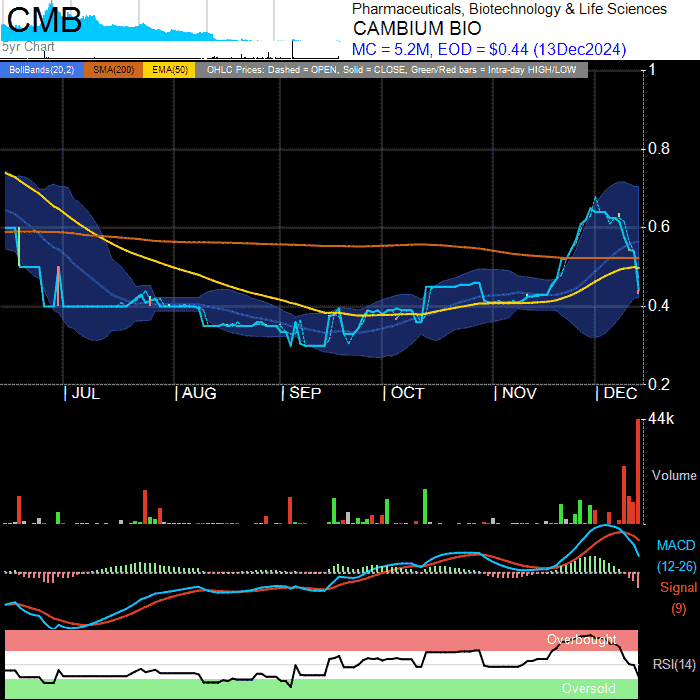 CMB
5yr Chart
Pharmaceuticals, Biotechnology & Life Sciences
CAMBIUM BIO
MC = 5.2M, EOD = $0.44 (13Dec2024)
BollBands(20,2) SMA(200) EMA(50) OHLC Prices: Dashed = OPEN, Solid = CLOSE, Green/Red bars = Intra-day HIGH/LOW
1
0.8
0.6
0.4
0.2
JUL AUG SEP OCT NOV DEC
44k
Volume
MACD
(12-26)
Signal
(9)
Overbought
RSI(14)
Oversold